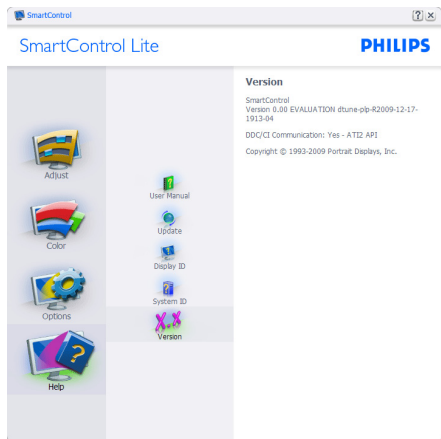 SmartControl
SmartControl Lite
PHILIPS
Adjust
Color
Options
Help
User Manual
Update
Display ID
System ID
X.X
Version
Version
SmartControl
Version 0.00 EVALUATION dtune-plp-R2009-12-17-
1913-04
DDC/CI Communication: Yes - ATI2 API
Copyright © 1993-2009 Portrait Displays, Inc.